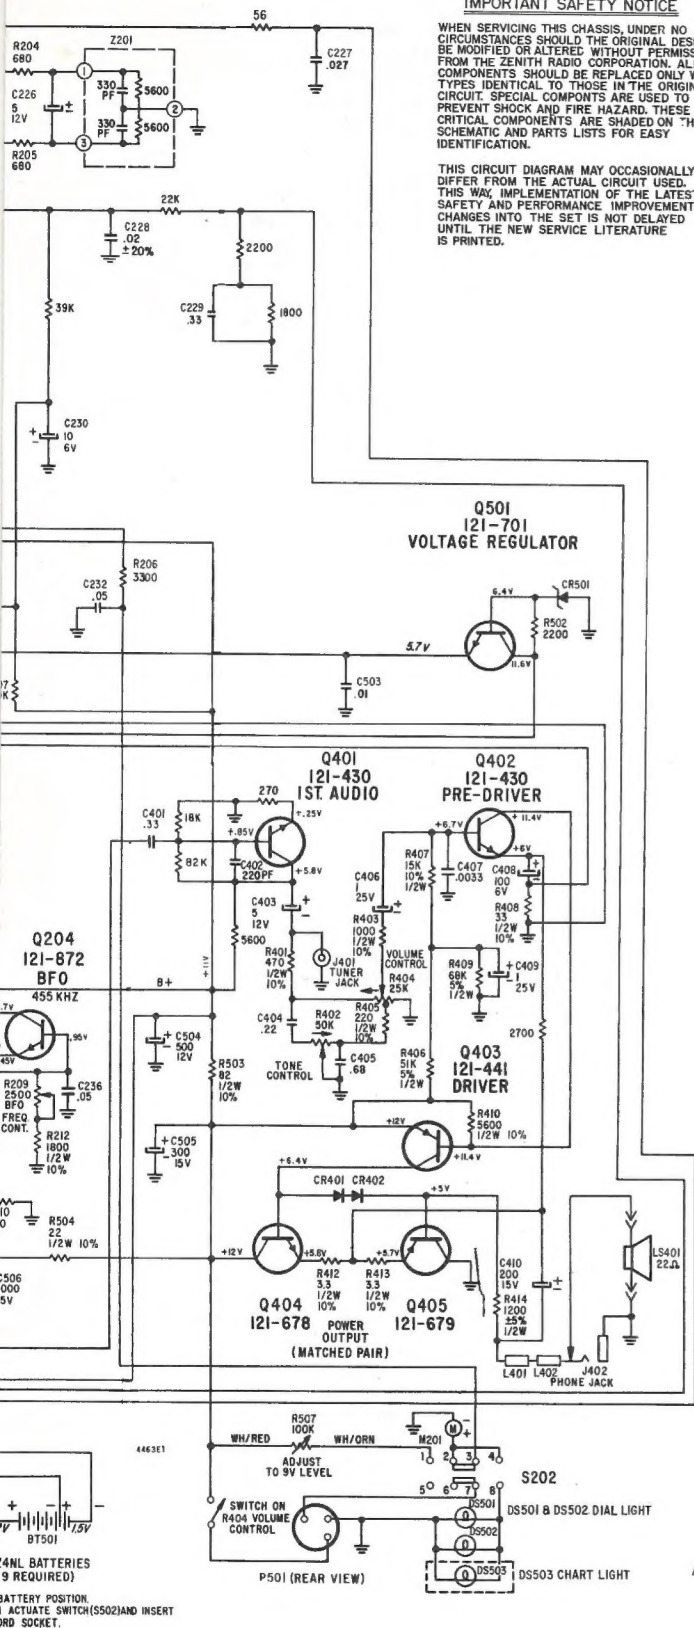 IMPORTANT SAFETY NOTICE
WHEN SERVICING THIS CHASSIS, UNDER NO
CIRCUMSTANCES SHOULD THE ORIGINAL
BE MODIFIED OR ALTERED WITHOUT
FROM THE ZENITH RADIO CORPORATION.
COMPONENTS SHOULD BE REPLACED ONLY
TYPES IDENTICAL TO THOSE IN THE
CIRCUIT. SPECIAL COMPONTS ARE USED TO
PREVENT SHOCK AND FIRE HAZARD. THESE
CRITICAL COMPONENTS ARE SHADED ON
SCHEMATIC AND PARTS LISTS FOR EASY
IDENTIFICATION.
THIS CIRCUIT DIAGRAM MAY OCCASIONALLY
DIFFER FROM THE ACTUAL CIRCUIT USED.
THIS WAY, IMPLEMENTATION OF THE
SAFETY AND PERFORMANCE IMPROVEMENT
CHANGES INTO THE SET IS NOT DELAYED
UNTIL THE NEW SERVICE LITERATURE
IS PRINTED.
56
R204
680
Z201
C227
.027
1
330
PF
5600
C226
5
12V
2
330
PF
5600
3
R205
680
22K
C228
.02
±20%
2200
39K
C229
.33
1800
C230
10
6V
Q501
121-701
VOLTAGE REGULATOR
R206
3300
C232
.05
6.4V
CR501
R502
2200
5.7V
11.6V
C503
.01
Q401
121-430
1ST. AUDIO
Q402
121-430
PRE-DRIVER
270
C401
.33
18K
+.25V
+.85V
82K
C402
220PF
+5.8V
+6.7V
+11.4V
+6V
R407
15K
10%
1/2W
C407
.0033
C408
100
6V
R408
33
1/2W
10%
C406
1
25V
C403
5
12V
R403
1000
1/2W
10%
5600
+11V
R401
470
1/2W
10%
J401
TUNER
JACK
VOLUME
CONTROL
R404
25K
R409
68K
5%
1/2W
C409
1
25V
Q204
121-872
BFO
455 KHZ
B+
C404
.22
R402
50K
R405
220
1/2W
10%
2700
.95V
C504
500
12V
TONE
CONTROL
C405
.68
R406
51K
5%
1/2W
Q403
121-441
DRIVER
R503
82
1/2W
10%
R209
2500
BFO
FREQ.
CONT.
C236
.05
R212
1800
1/2W
10%
C505
300
15V
+12V
R410
5600
1/2W 10%
+11.4V
+6.4V
CR401 CR402
+5V
R504
22
1/2W 10%
+12V
+5.8V
+5.7V
R412
3.3
1/2W
10%
R413
3.3
1/2W
10%
C410
200
15V
LS401
22Ω
Q404
121-678
POWER
OUTPUT
(MATCHED PAIR)
Q405
121-679
R414
1200
±5%
1/2W
L401 L402 J402
PHONE JACK
4463E1
R507
100K
WH/RED
WH/ORN
ADJUST
TO 9V LEVEL
M201
M
1 2 3 4
5 6 7 8
S202
SWITCH ON
R404 VOLUME
CONTROL
DS501
DS501 & DS502 DIAL LIGHT
DS502
DS503
DS503 CHART LIGHT
P501 (REAR VIEW)
BT501
1.5V
BATTERIES
9 REQUIRED)
BATTERY POSITION.
ACTUATE SWITCH(S502)AND INSERT
SOCKET.